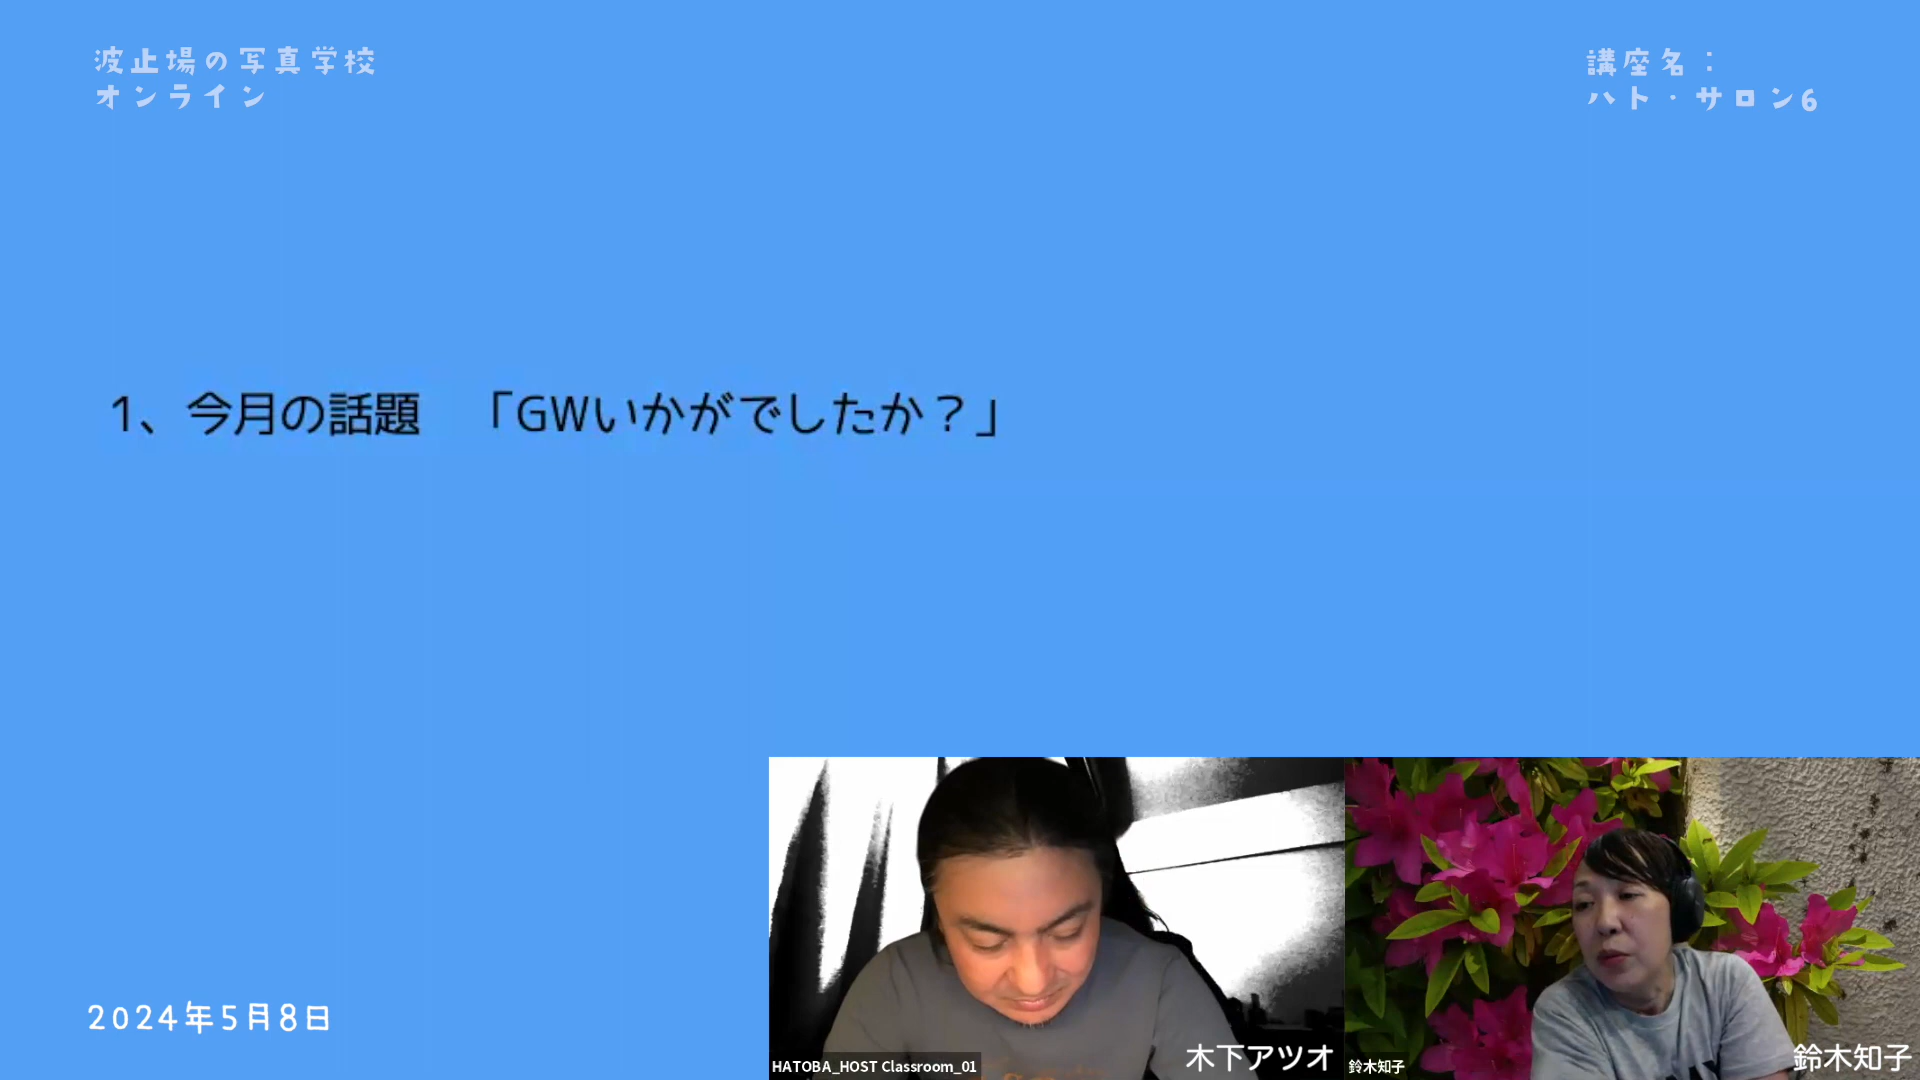 波止場の写真学校
オンライン
講座名：
ハト・サロン6
1、今月の話題　「GWいかがでしたか？」
2024年5月8日
HATOBA_HOST Classroom_01
木下アツオ
鈴木知子
鈴木知子